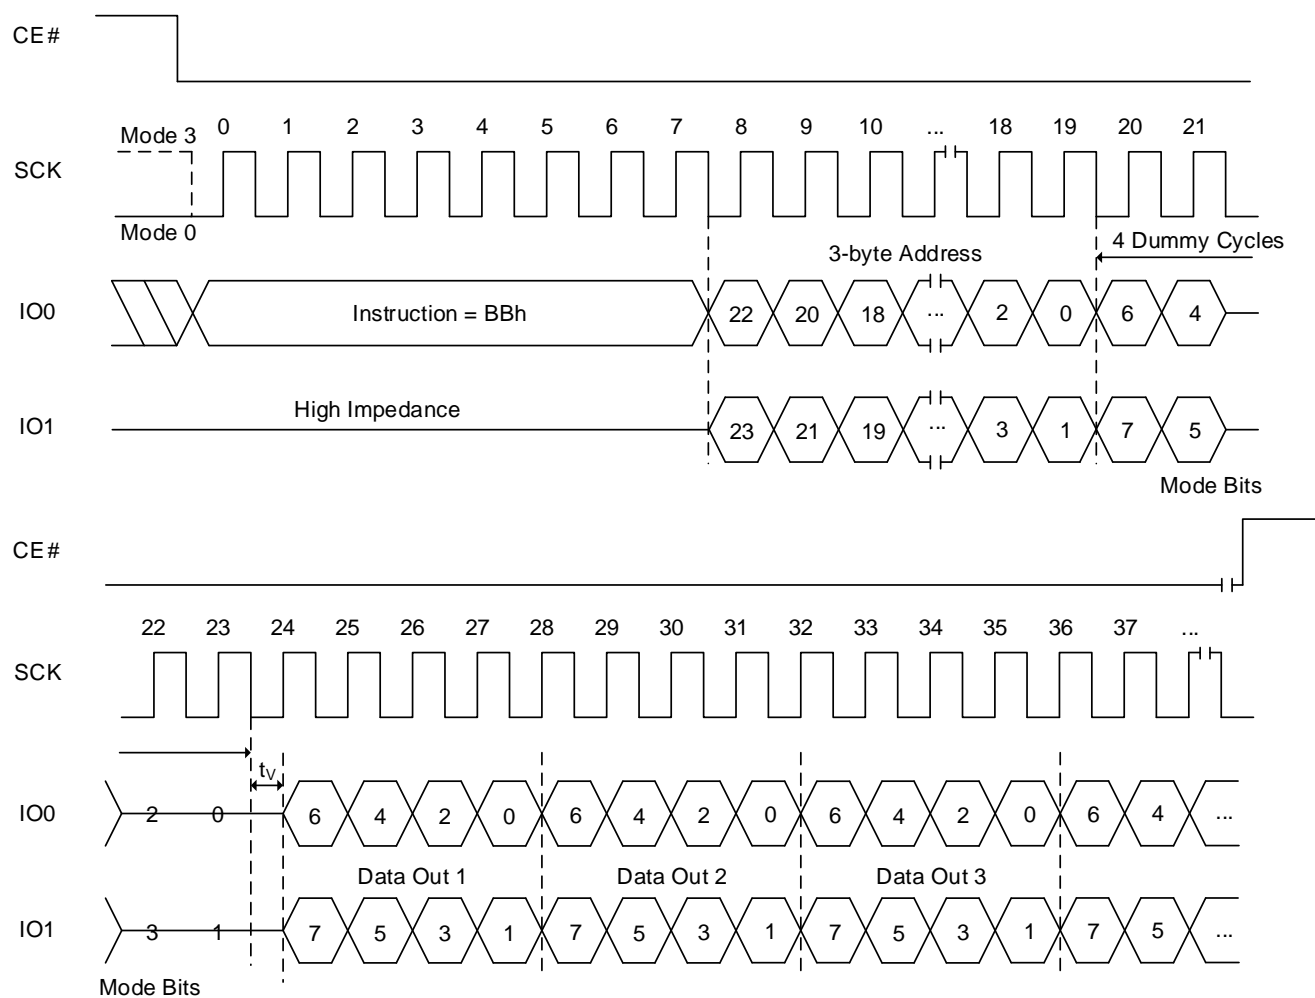 CE#
Mode 3 0 1 2 3 4 5 6 7 8 9 10 ... 18 19 20 21
SCK
Mode 0
3-byte Address 4 Dummy Cycles
IO0 Instruction = BBh 22 20 18 ... 2 0 6 4
High Impedance
IO1 23 21 19 ... 3 1 7 5
Mode Bits
CE#
22 23 24 25 26 27 28 29 30 31 32 33 34 35 36 37 ...
SCK
tV
IO0 2 0 6 4 2 0 6 4 2 0 6 4 2 0 6 4 ...
Data Out 1 Data Out 2 Data Out 3
IO1 3 1 7 5 3 1 7 5 3 1 7 5 3 1 7 5 ...
Mode Bits